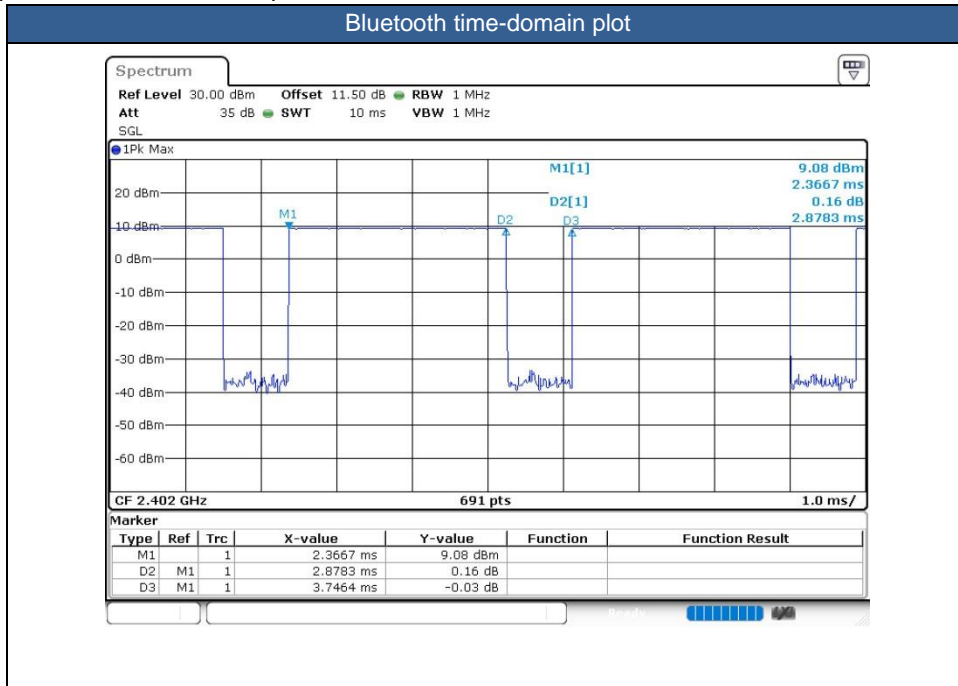 Bluetooth time-domain plot
Spectrum
Ref Level 30.00 dBm Offset 11.50 dB RBW 1 MHz
Att 35 dB SWT 10 ms VBW 1 MHz
SGL
1Pk Max
M1[1] 9.08 dBm
2.3667 ms
D2[1] 0.16 dB
2.8783 ms
20 dBm
M1 D2 D3
10 dBm
0 dBm
-10 dBm
-20 dBm
-30 dBm
-40 dBm
-50 dBm
-60 dBm
CF 2.402 GHz 691 pts 1.0 ms/
Marker
Type Ref Trc X-value Y-value Function Function Result
M1 1 2.3667 ms 9.08 dBm
D2 M1 1 2.8783 ms 0.16 dB
D3 M1 1 3.7464 ms -0.03 dB
Ready